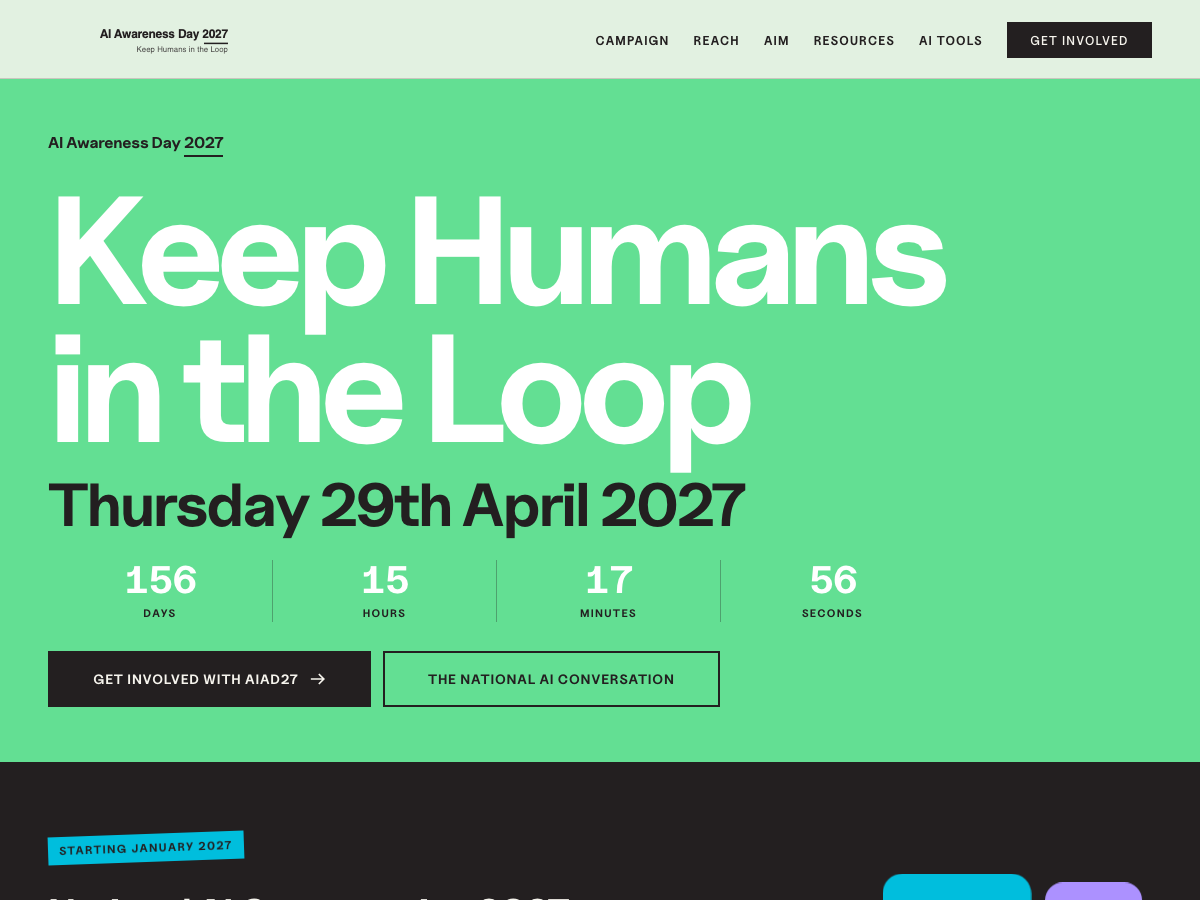 AI Awareness Day 2027
Keep Humans in the Loop
CAMPAIGN REACH AIM RESOURCES AI TOOLS GET INVOLVED
AI Awareness Day 2027
Keep Humans
in the Loop
Thursday 29th April 2027
156 15 17 56
DAYS HOURS MINUTES SECONDS
GET INVOLVED WITH AIAD27 → THE NATIONAL AI CONVERSATION
STARTING JANUARY 2027